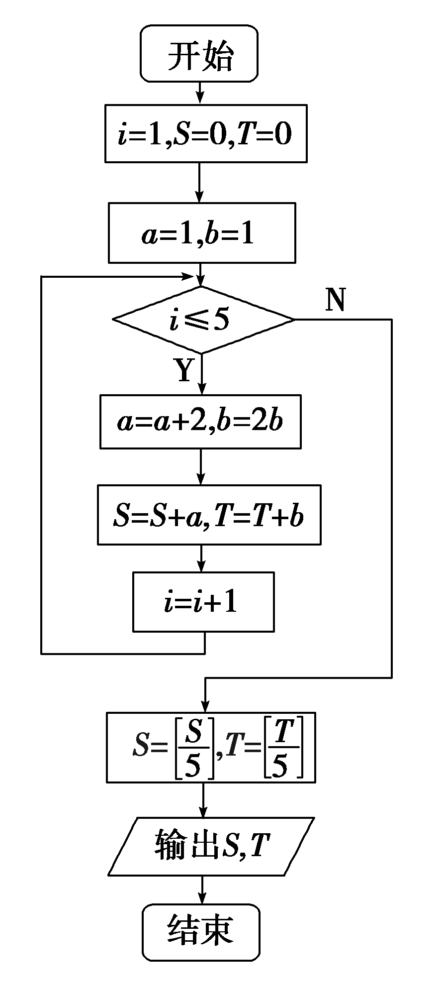 开始
i=1,S=0,T=0
a=1,b=1
i≤5
N
Y
a=a+2,b=2b
S=S+a,T=T+b
i=i+1
S=[S/5],T=[T/5]
输出S,T
结束